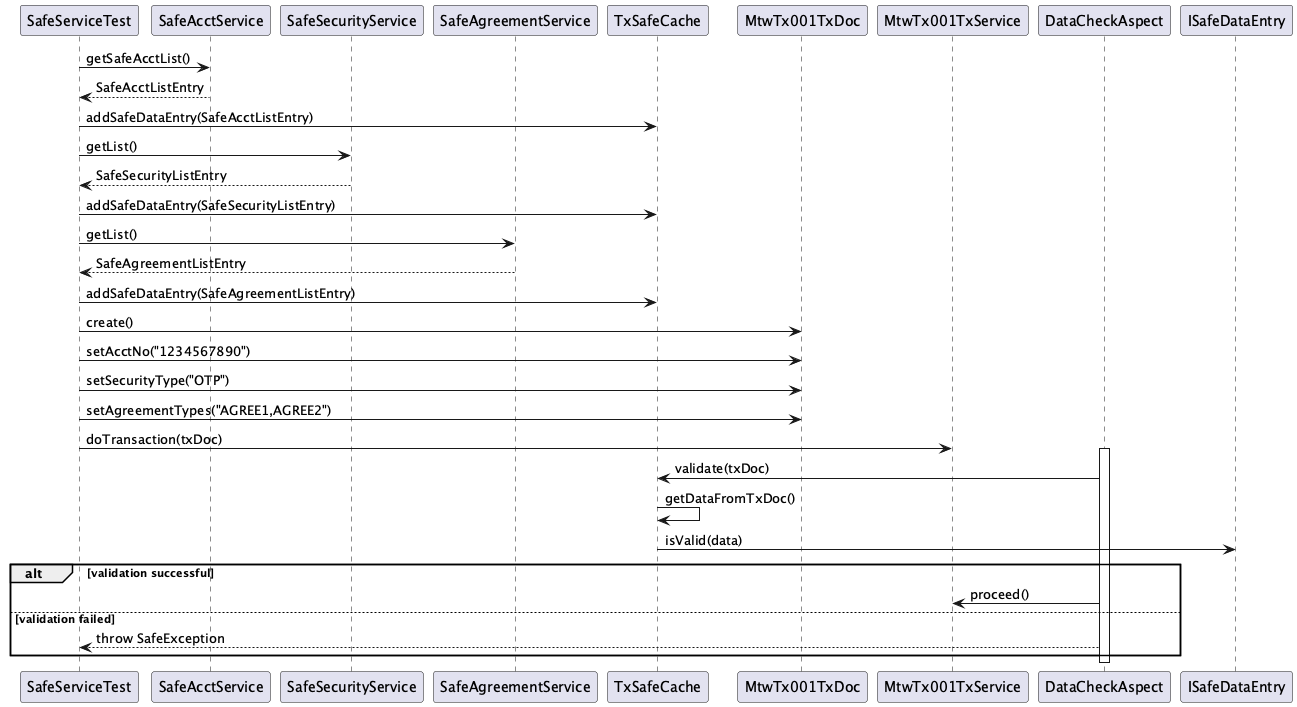 SafeServiceTest SafeAcctService SafeSecurityService SafeAgreementService TxSafeCache MtwTx001TxDoc MtwTx001TxService DataCheckAspect ISafeDataEntry
getSafeAcctList()
SafeAcctListEntry
addSafeDataEntry(SafeAcctListEntry)
getList()
SafeSecurityListEntry
addSafeDataEntry(SafeSecurityListEntry)
getList()
SafeAgreementListEntry
addSafeDataEntry(SafeAgreementListEntry)
create()
setAcctNo("1234567890")
setSecurityType("OTP")
setAgreementTypes("AGREE1,AGREE2")
doTransaction(txDoc)
validate(txDoc)
getDataFromTxDoc()
isValid(data)
alt [validation successful]
proceed()
[validation failed]
throw SafeException
SafeServiceTest SafeAcctService SafeSecurityService SafeAgreementService TxSafeCache MtwTx001TxDoc MtwTx001TxService DataCheckAspect ISafeDataEntry